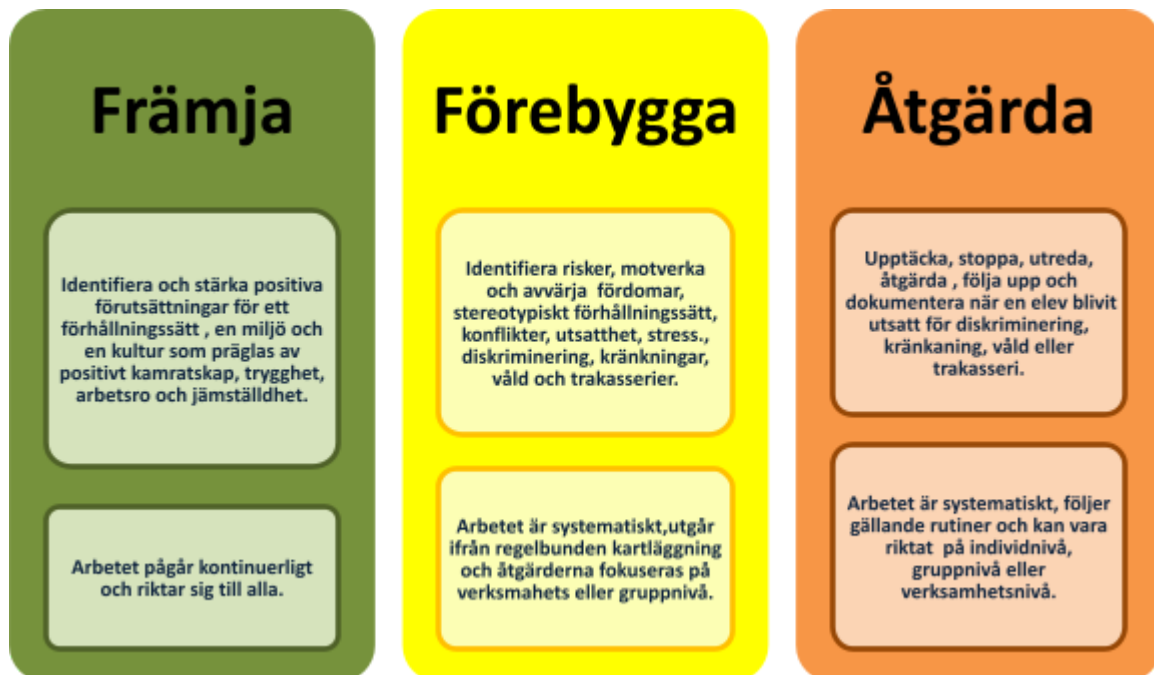 Främja
Identifiera och stärka positiva
förutsättningar för ett
förhållningssätt , en miljö och
en kultur som präglas av
positivt kamratskap, trygghet,
arbetsro och jämställdhet.
Arbetet pågår kontinuerligt
och riktar sig till alla.
Förebygga
Identifiera risker, motverka
och avvärja  fördomar,
stereotypiskt förhållningssätt,
konflikter, utsatthet, stress.,
diskriminering, kränkningar,
våld och trakasserier.
Arbetet är systematiskt,utgår
ifrån regelbunden kartläggning
och åtgärderna fokuseras på
verksmahets eller gruppnivå.
Åtgärda
Upptäcka, stoppa, utreda,
åtgärda , följa upp och
dokumentera när en elev blivit
utsatt för diskriminering,
kränkaning, våld eller
trakasseri.
Arbetet är systematiskt, följer
gällande rutiner och kan vara
riktat  på individnivå,
gruppnivå eller
verksamhetsnivå.